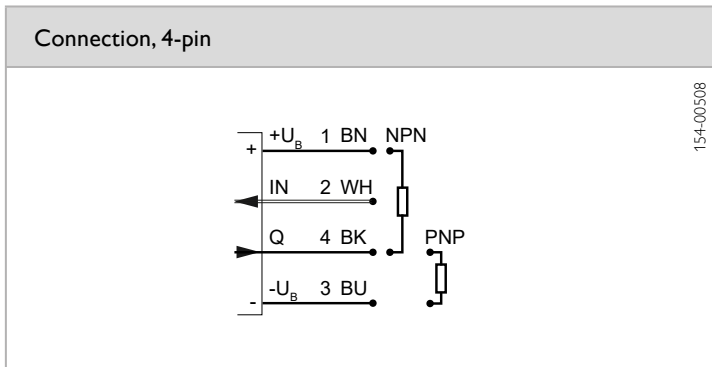 Connection, 4-pin
154-00508
+U_B 1 BN NPN
+
IN 2 WH
Q 4 BK PNP
-U_B 3 BU
-